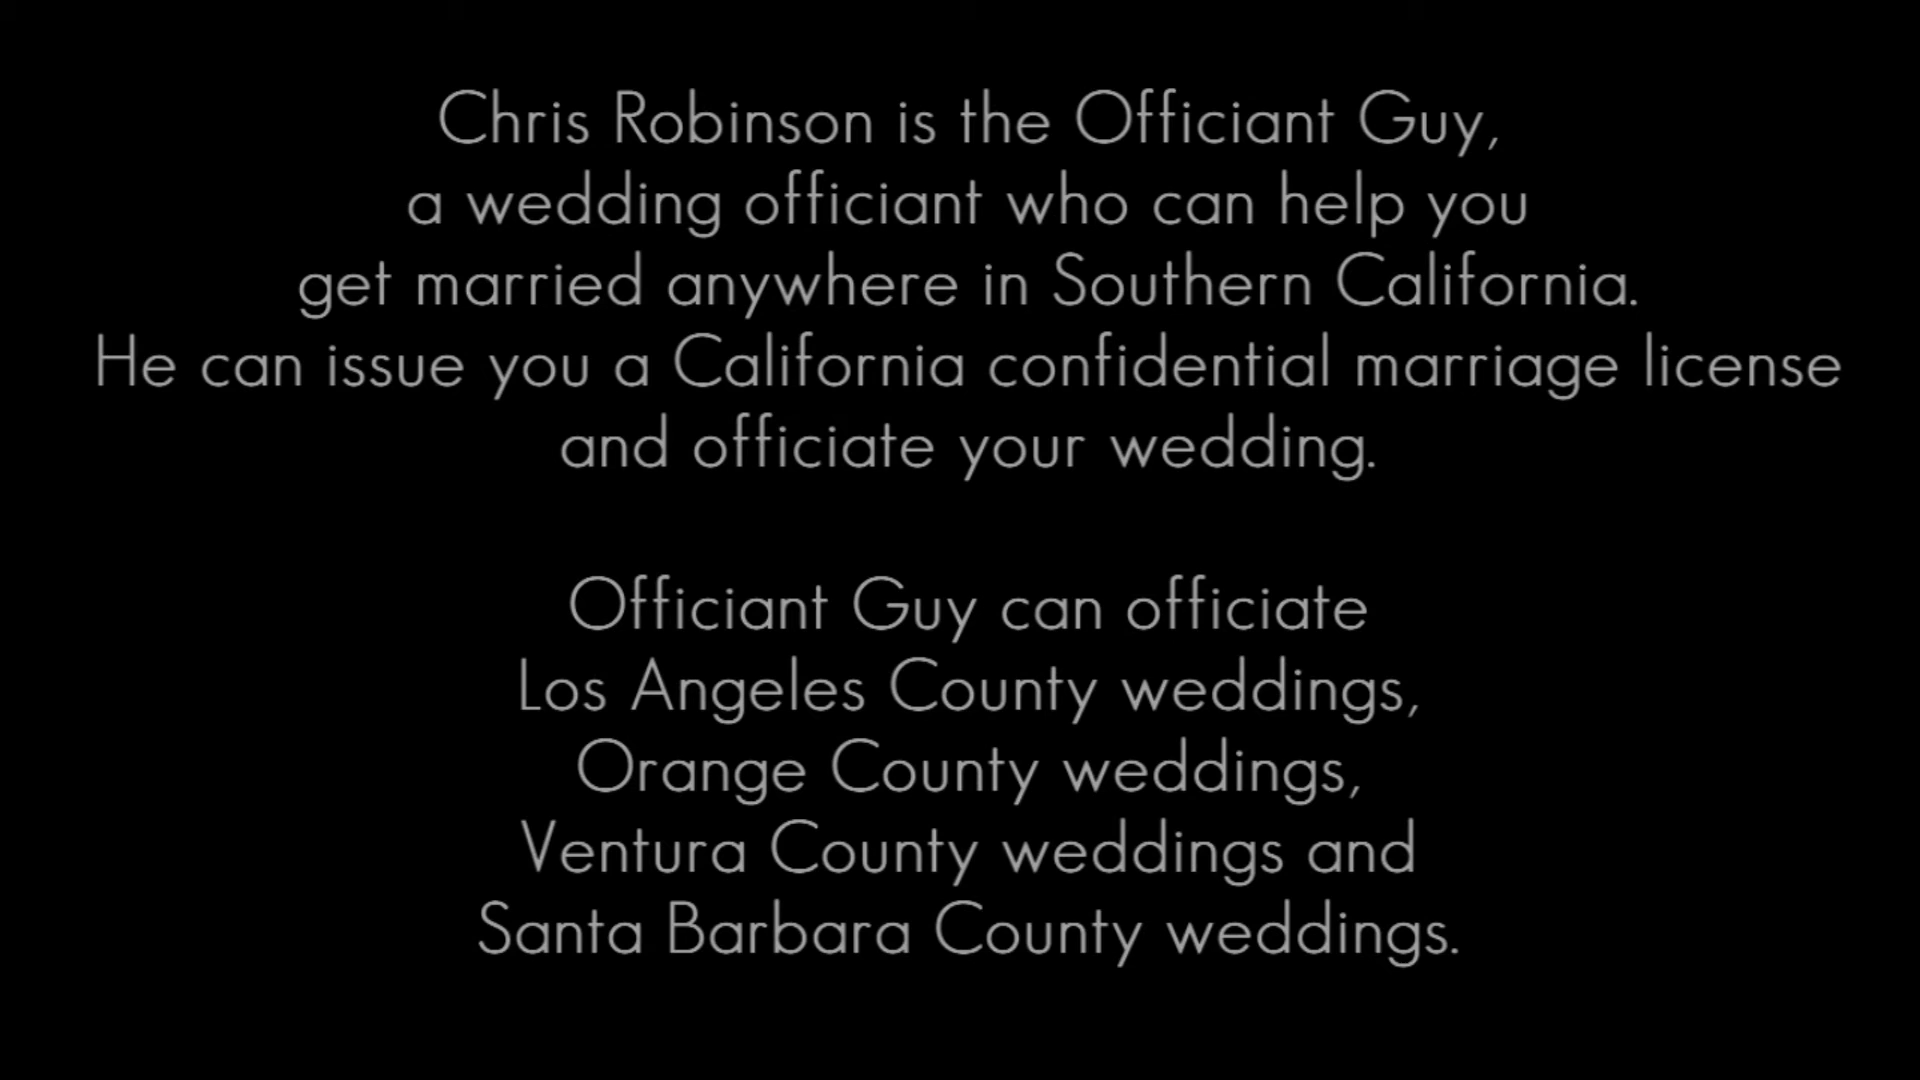 Chris Robinson is the Officiant Guy,
a wedding officiant who can help you
get married anywhere in Southern California.
He can issue you a California confidential marriage license
and officiate your wedding.
Officiant Guy can officiate
Los Angeles County weddings,
Orange County weddings,
Ventura County weddings and
Santa Barbara County weddings.